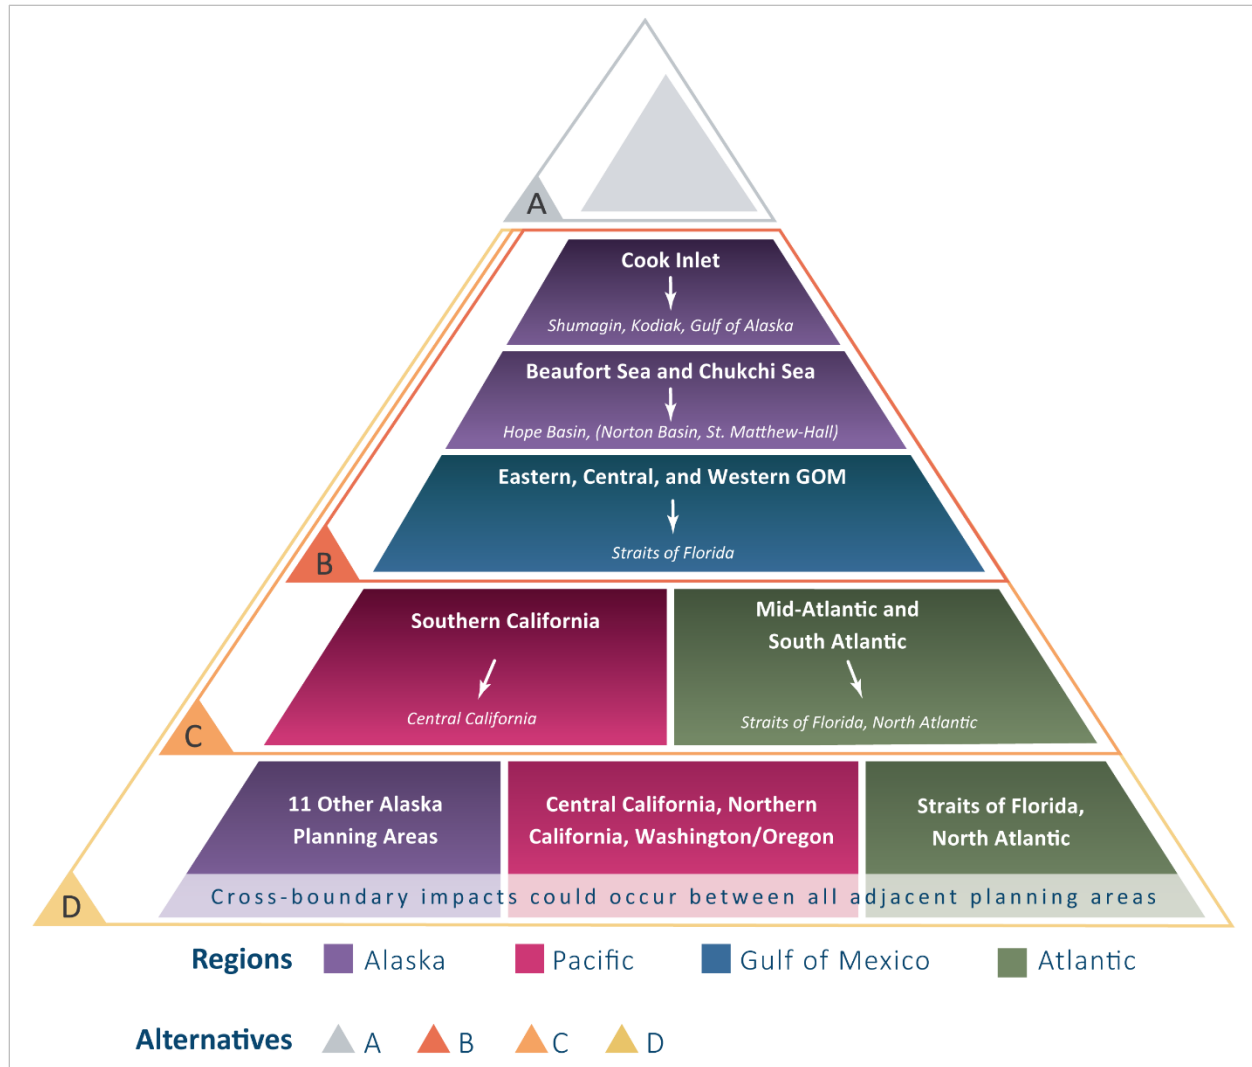 A
Cook Inlet
Shumagin, Kodiak, Gulf of Alaska
Beaufort Sea and Chukchi Sea
Hope Basin, (Norton Basin, St. Matthew-Hall)
Eastern, Central, and Western GOM
Straits of Florida
B
Southern California
Central California
Mid-Atlantic and
South Atlantic
Straits of Florida, North Atlantic
C
11 Other Alaska
Planning Areas
Central California, Northern
California, Washington/Oregon
Straits of Florida,
North Atlantic
Cross-boundary impacts could occur between all adjacent planning areas
D
Regions Alaska Pacific Gulf of Mexico Atlantic
Alternatives A B C D